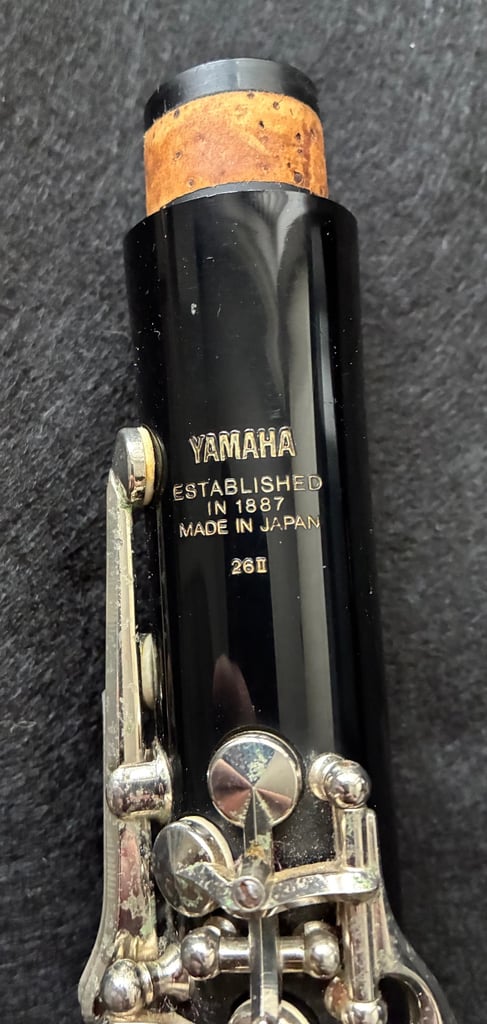 YAMAHA
ESTABLISHED
IN 1887
MADE IN JAPAN
26II